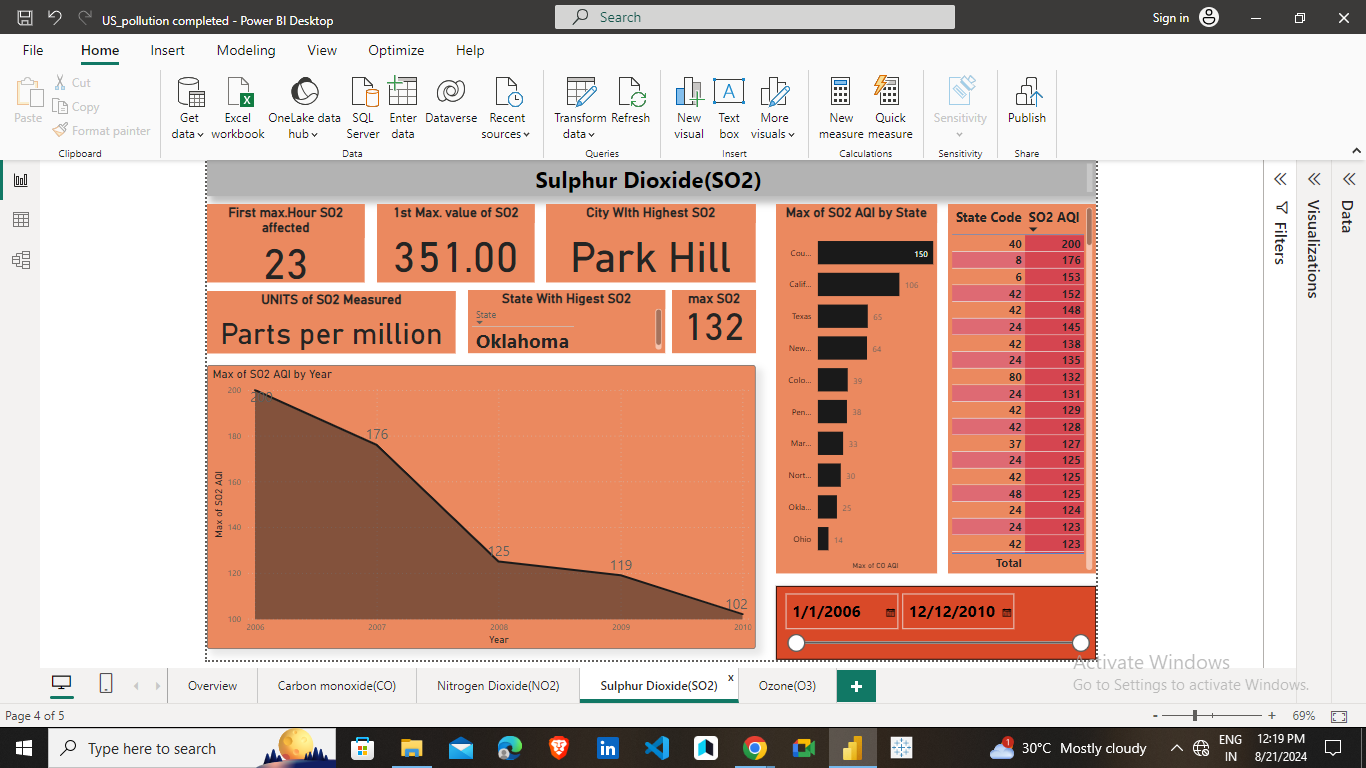 US_pollution completed - Power BI Desktop
Search
Sign in
File Home Insert Modeling View Optimize Help
Paste
Cut
Copy
Format painter
Clipboard
Get data
Excel workbook
OneLake data hub
SQL Server
Enter data
Dataverse
Recent sources
Data
Transform data
Refresh
Queries
New visual
Text box
More visuals
Insert
New measure
Quick measure
Calculations
Sensitivity
Sensitivity
Publish
Share
Sulphur Dioxide(SO2)
First max.Hour SO2
affected
23
1st Max. value of SO2
351.00
City WIth Highest SO2
Park Hill
UNITS of SO2 Measured
Parts per million
State With Higest SO2
State
Oklahoma
max SO2
132
Max of SO2 AQI by Year
Max of SO2 AQI
200
180
160
140
120
100
176
125
119
102
2006 2007 2008 2009 2010
Year
Max of SO2 AQI by State
Cou... 150
Calif... 106
Texas 65
New... 64
Colo... 39
Pen... 38
Mar... 33
Nort... 30
Okla... 25
Ohio 14
Max of CO AQI
State Code SO2 AQI
40 200
8 176
6 153
42 152
42 148
24 145
42 138
24 135
80 132
24 131
42 129
42 128
37 127
24 125
42 125
48 125
24 124
24 123
42 123
Total
1/1/2006 12/12/2010
Filters
Visualizations
Data
Activate Windows
Go to Settings to activate Windows.
Overview Carbon monoxide(CO) Nitrogen Dioxide(NO2) Sulphur Dioxide(SO2) x Ozone(O3) +
Page 4 of 5
- + 69%
Type here to search
1
30°C Mostly cloudy
ENG
IN
12:19 PM
8/21/2024